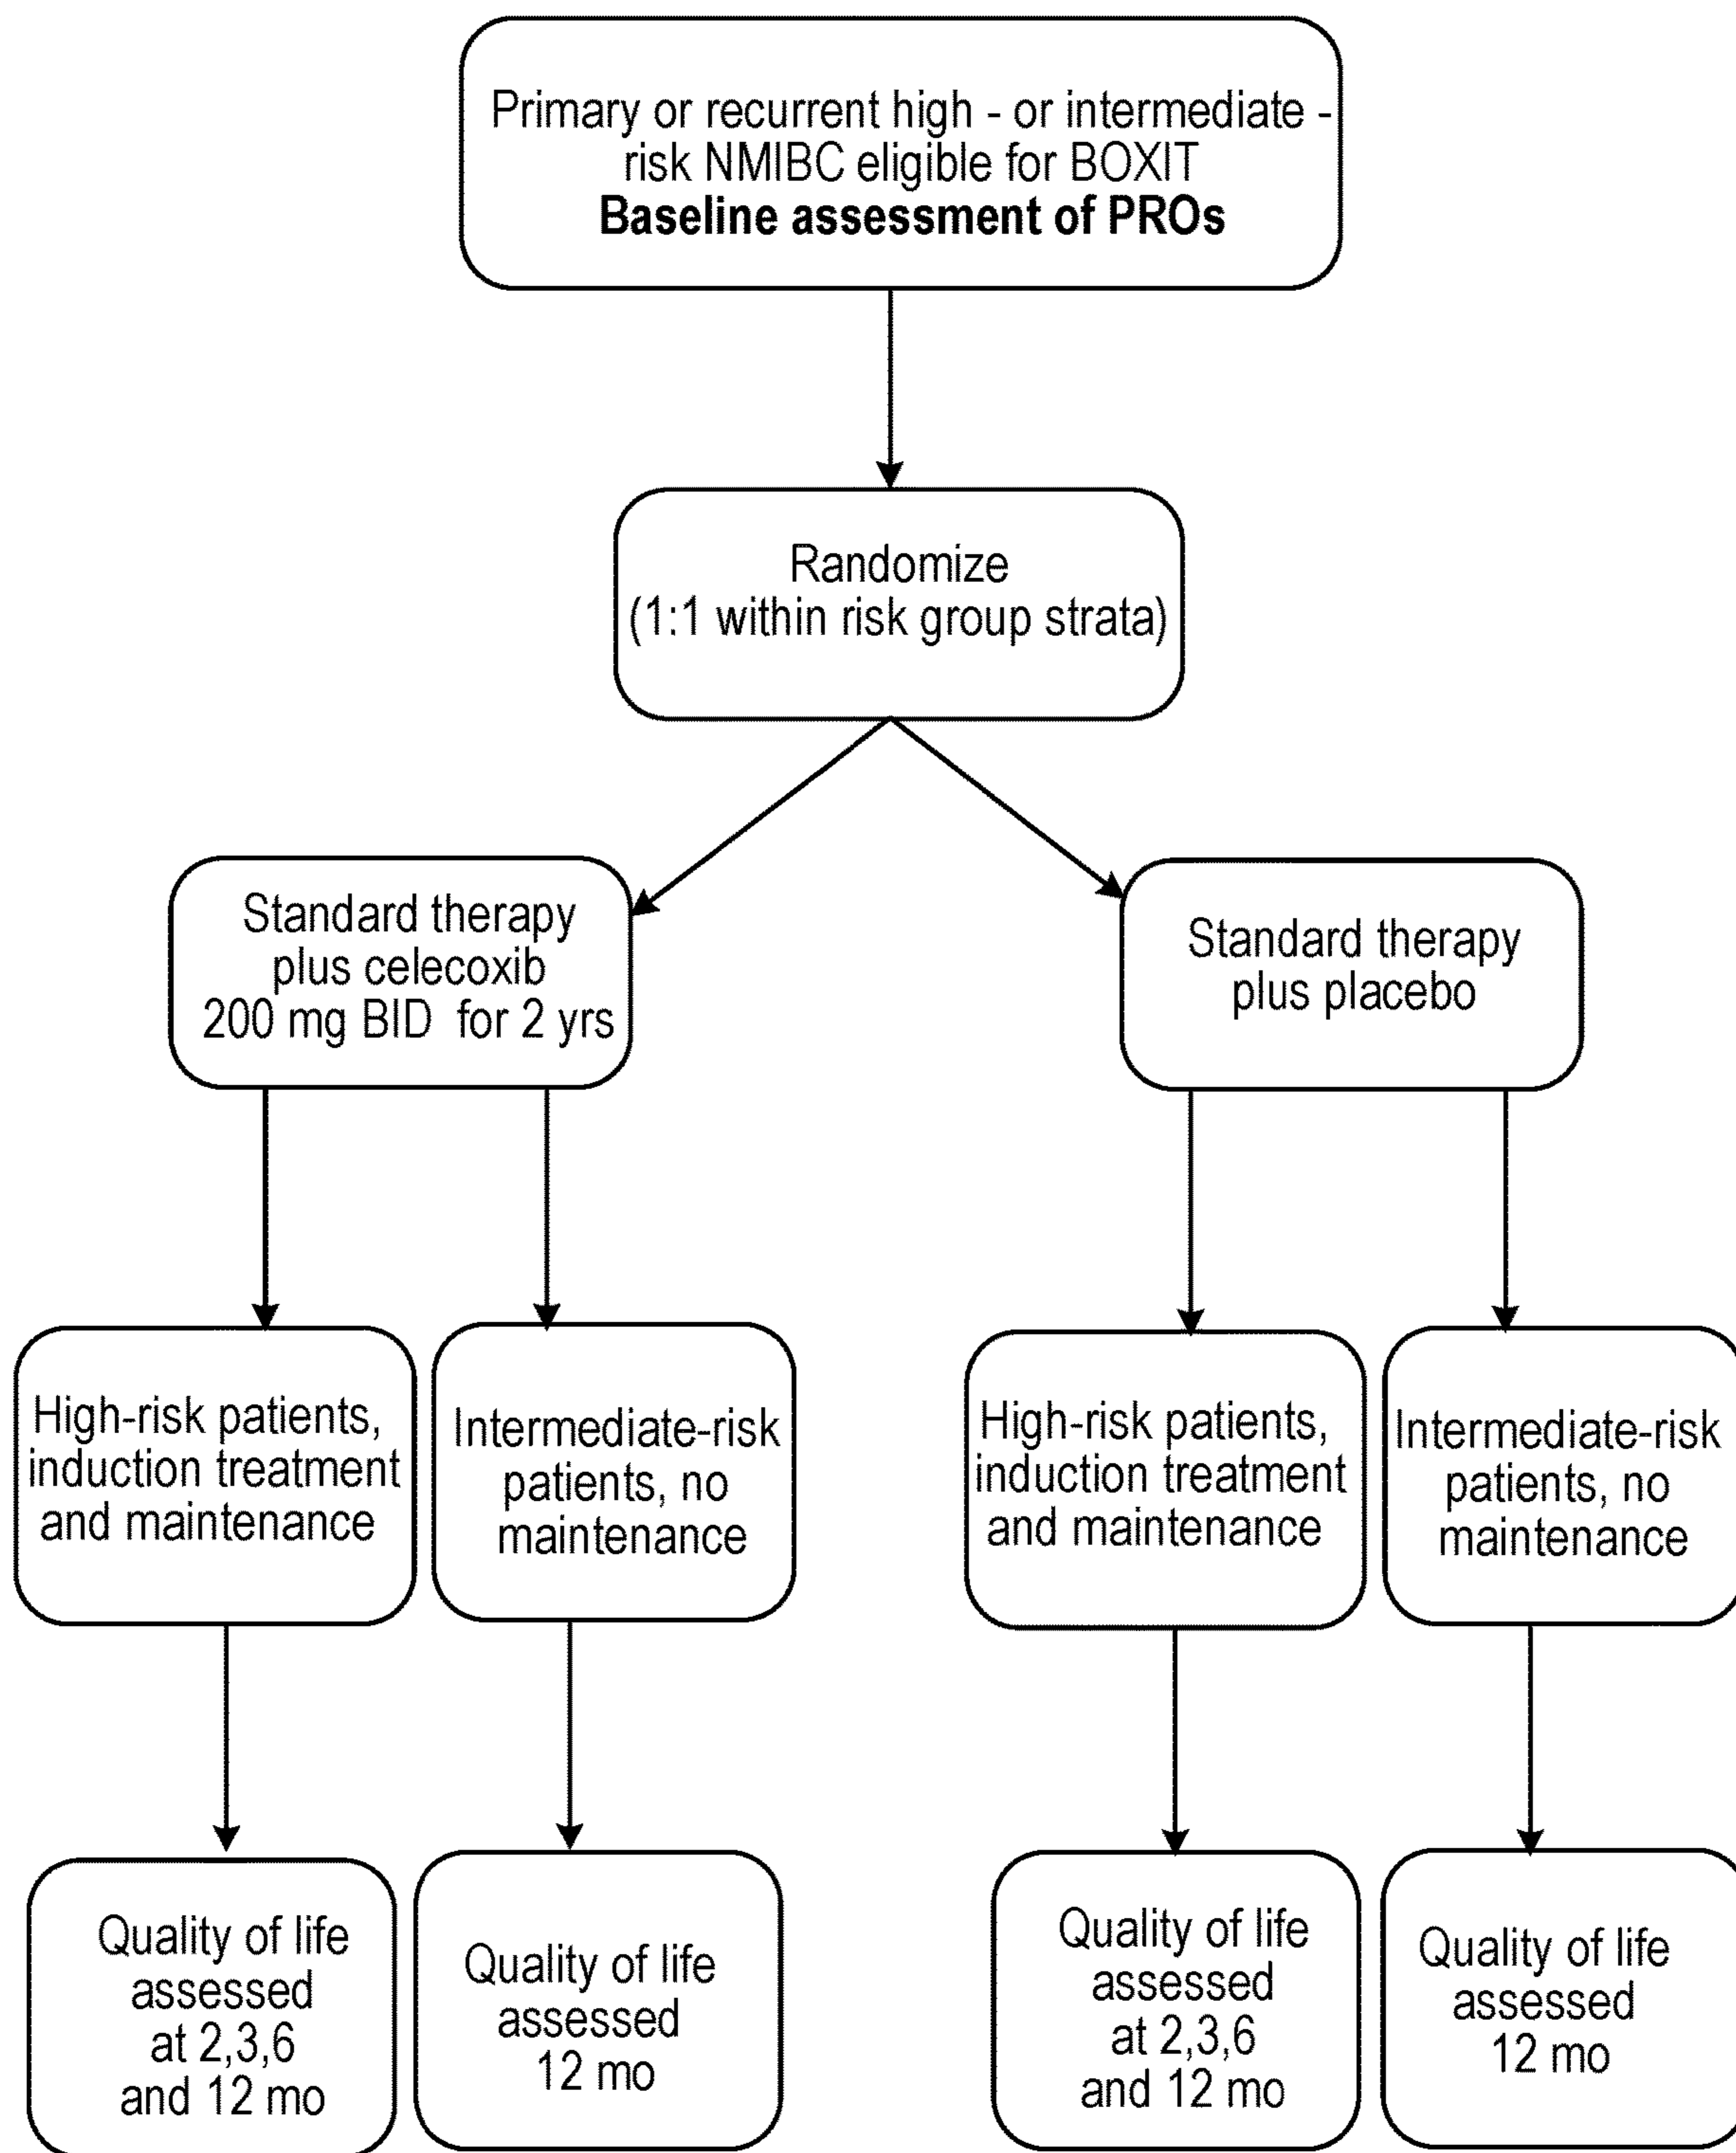 Primary or recurrent high - or intermediate -
risk NMIBC eligible for BOXIT
Baseline assessment of PROs
Randomize
(1:1 within risk group strata)
Standard therapy
plus celecoxib
200 mg BID for 2 yrs
Standard therapy
plus placebo
High-risk patients,
induction treatment
and maintenance
Intermediate-risk
patients, no
maintenance
High-risk patients,
induction treatment
and maintenance
Intermediate-risk
patients, no
maintenance
Quality of life
assessed
at 2,3,6
and 12 mo
Quality of life
assessed
12 mo
Quality of life
assessed
at 2,3,6
and 12 mo
Quality of life
assessed
12 mo